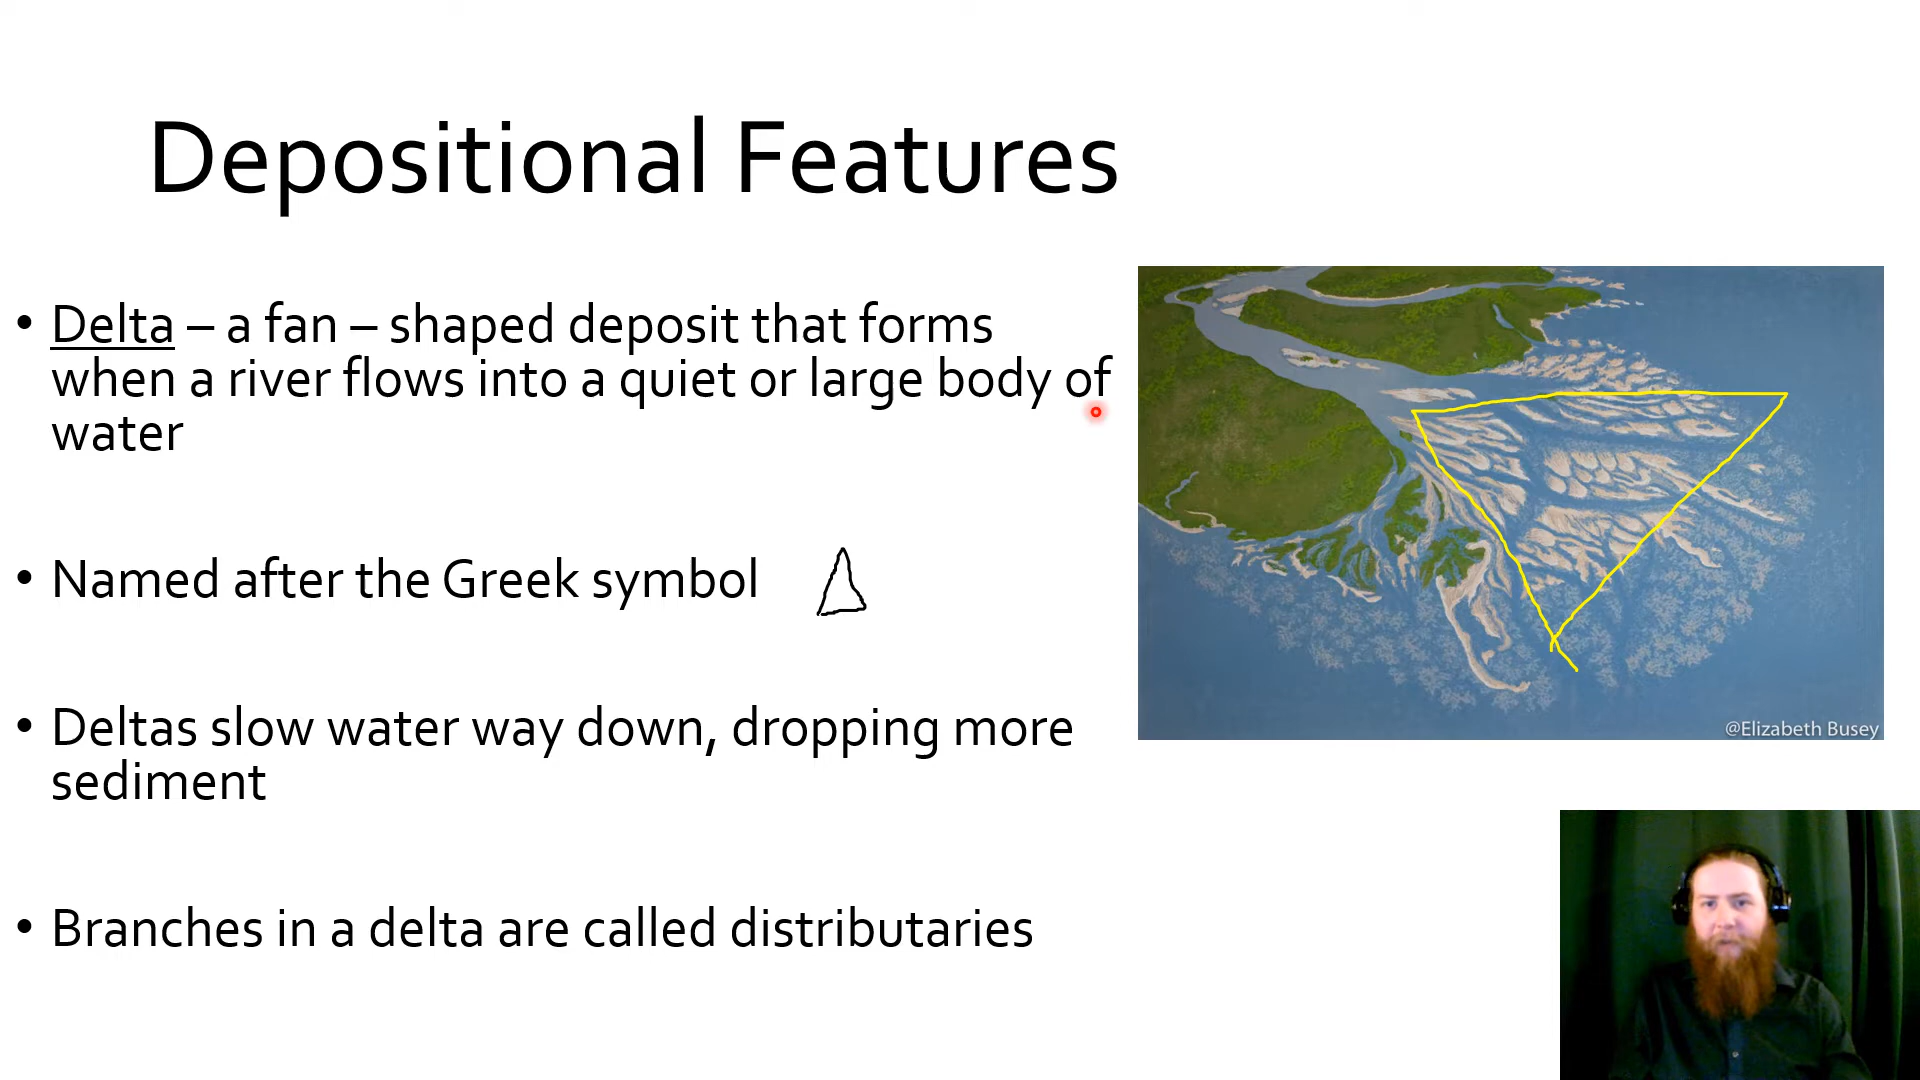 Depositional Features
• Delta – a fan – shaped deposit that forms
when a river flows into a quiet or large body of
water
• Named after the Greek symbol Δ
• Deltas slow water way down, dropping more
sediment
• Branches in a delta are called distributaries
@Elizabeth Busey